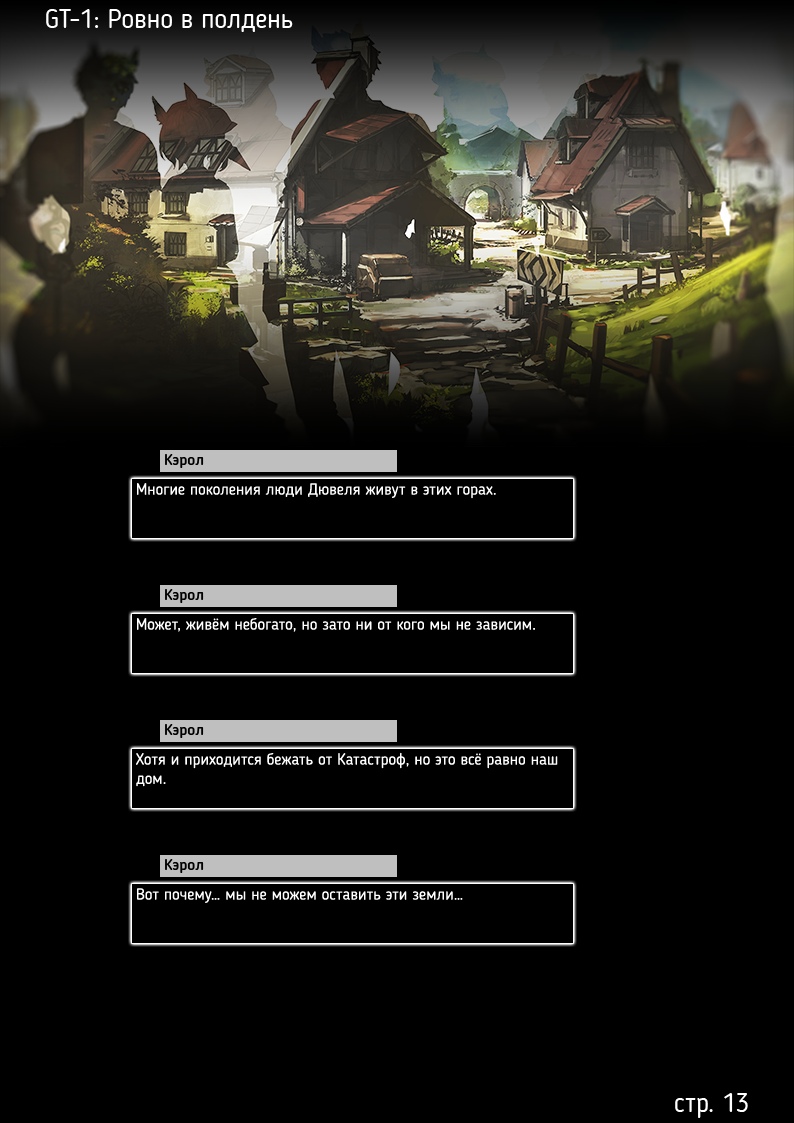 GT-1: Ровно в полдень
Кэрол
Многие поколения люди Дювеля живут в этих горах.
Кэрол
Может, живём небогато, но зато ни от кого мы не зависим.
Кэрол
Хотя и приходится бежать от Катастроф, но это всё равно наш
дом.
Кэрол
Вот почему... мы не можем оставить эти земли...
стр. 13